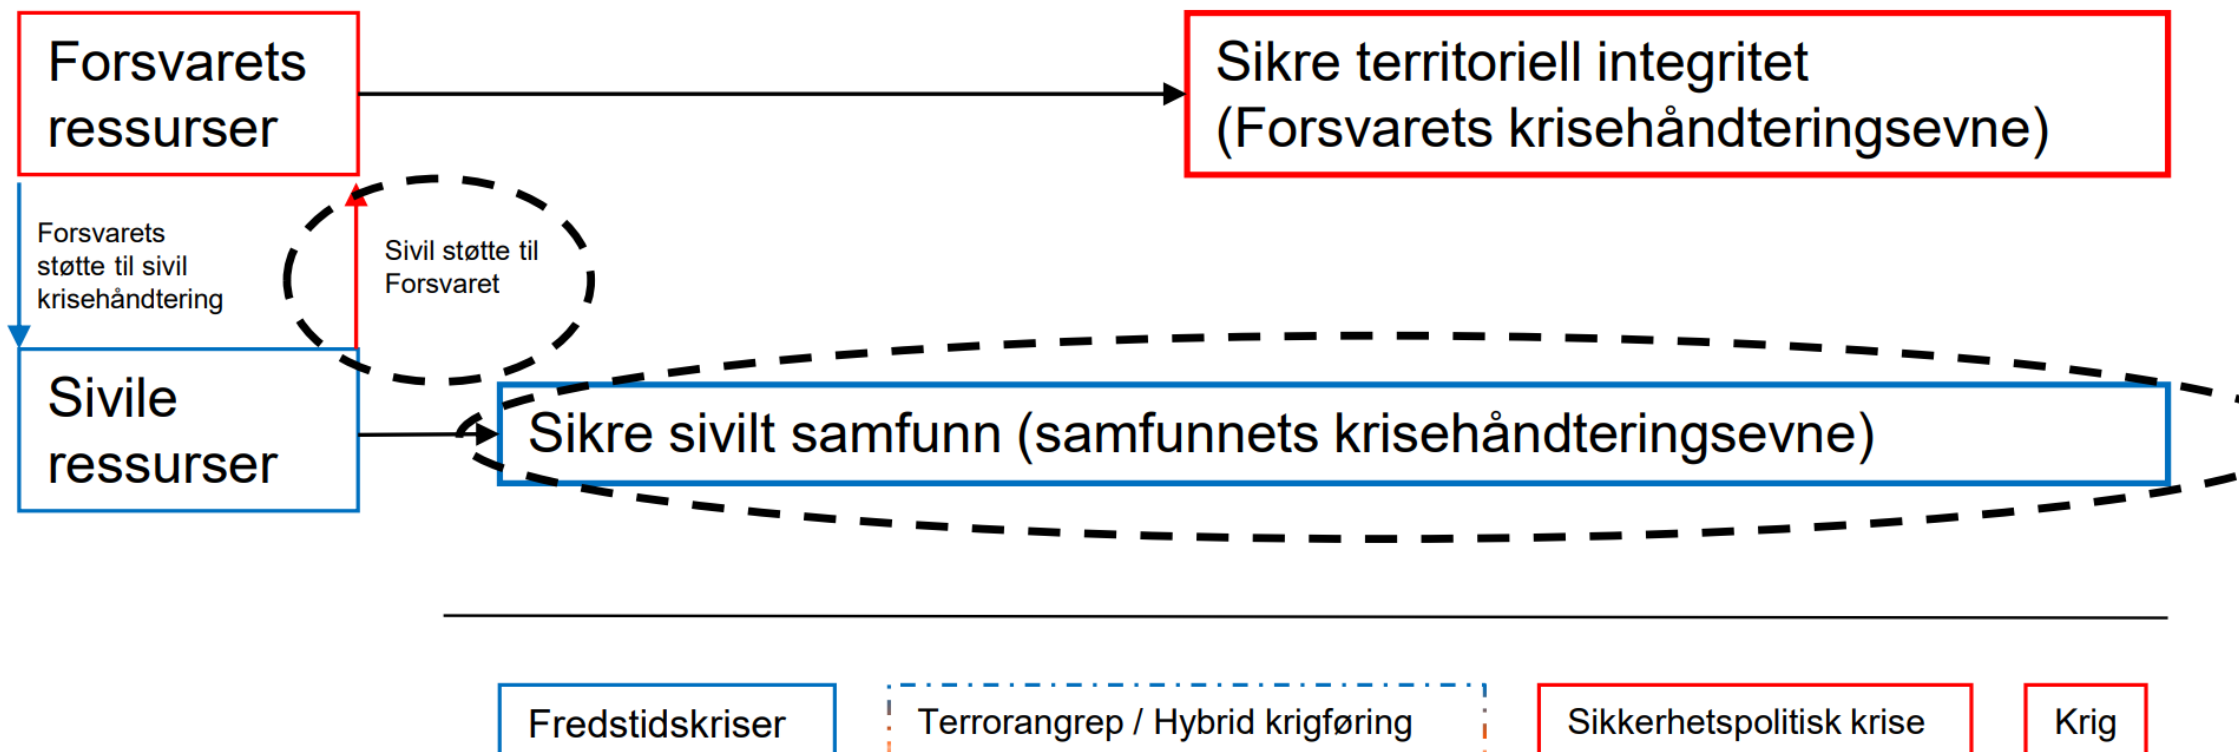 Forsvarets
ressurser
Sikre territoriell integritet
(Forsvarets krisehåndteringsevne)
Forsvarets
støtte til sivil
krisehåndtering
Sivil støtte til
Forsvaret
Sivile
ressurser
Sikre sivilt samfunn (samfunnets krisehåndteringsevne)
Fredstidskriser
Terrorangrep / Hybrid krigføring
Sikkerhetspolitisk krise
Krig